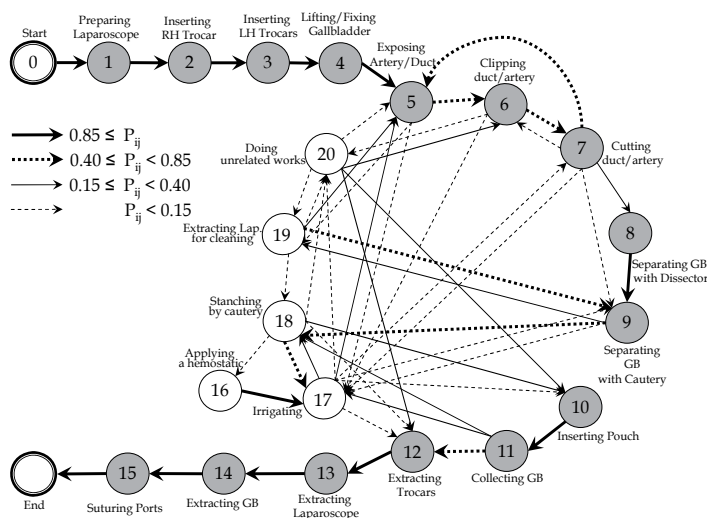 Start
0
Preparing
Laparoscope
1
Inserting
RH Trocar
2
Inserting
LH Trocars
3
Lifting/Fixing
Gallbladder
4
Exposing
Artery/Duct
5
Clipping
duct/artery
6
7
Cutting
duct/artery
0.85 ≤ Pij
0.40 ≤ Pij < 0.85
0.15 ≤ Pij < 0.40
Pij < 0.15
Doing
unrelated works
20
Extracting Lap.
for cleaning
19
8
Separating GB
with Dissector
Stanching
by cautery
18
9
Separating
GB
with Cautery
Applying
a hemostatic
16
Irrigating
17
10
Inserting Pouch
11
Collecting GB
12
Extracting
Trocars
13
Extracting
Laparoscope
14
Extracting GB
15
Suturing Ports
End